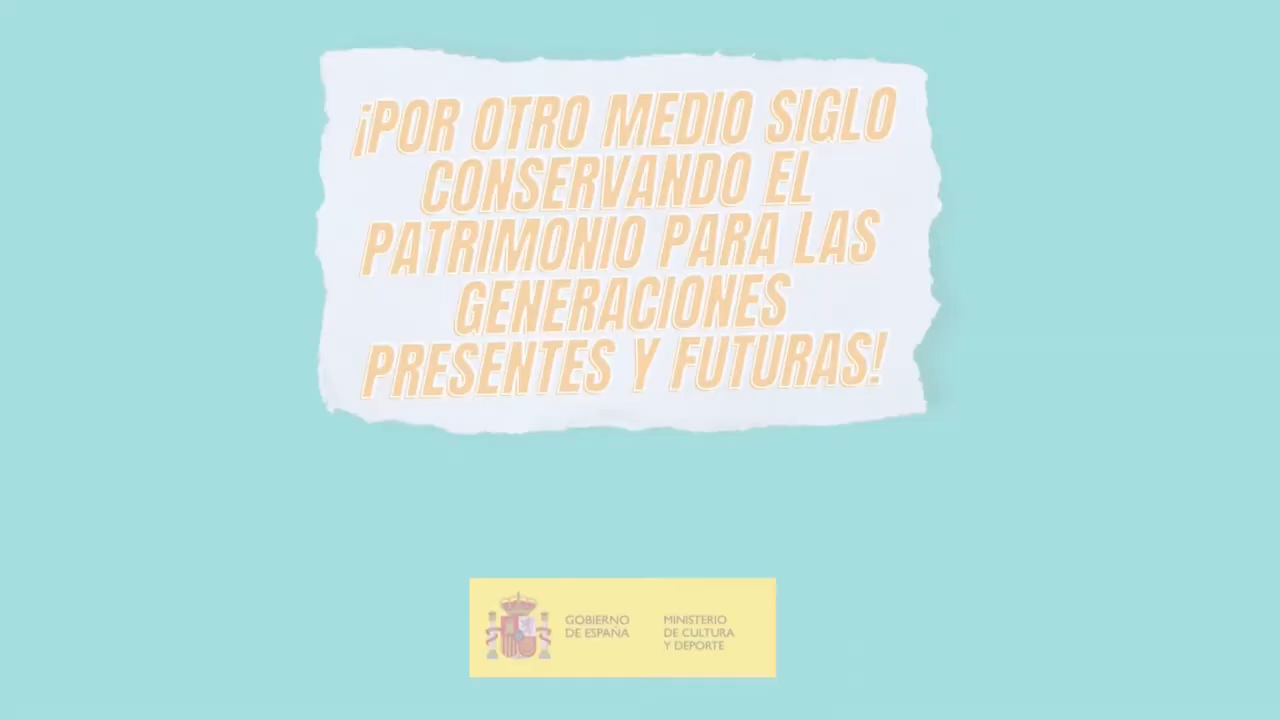 ¡POR OTRO MEDIO SIGLO
CONSERVANDO EL
PATRIMONIO PARA LAS
GENERACIONES
PRESENTES Y FUTURAS!
GOBIERNO
DE ESPAÑA
MINISTERIO
DE CULTURA
Y DEPORTE